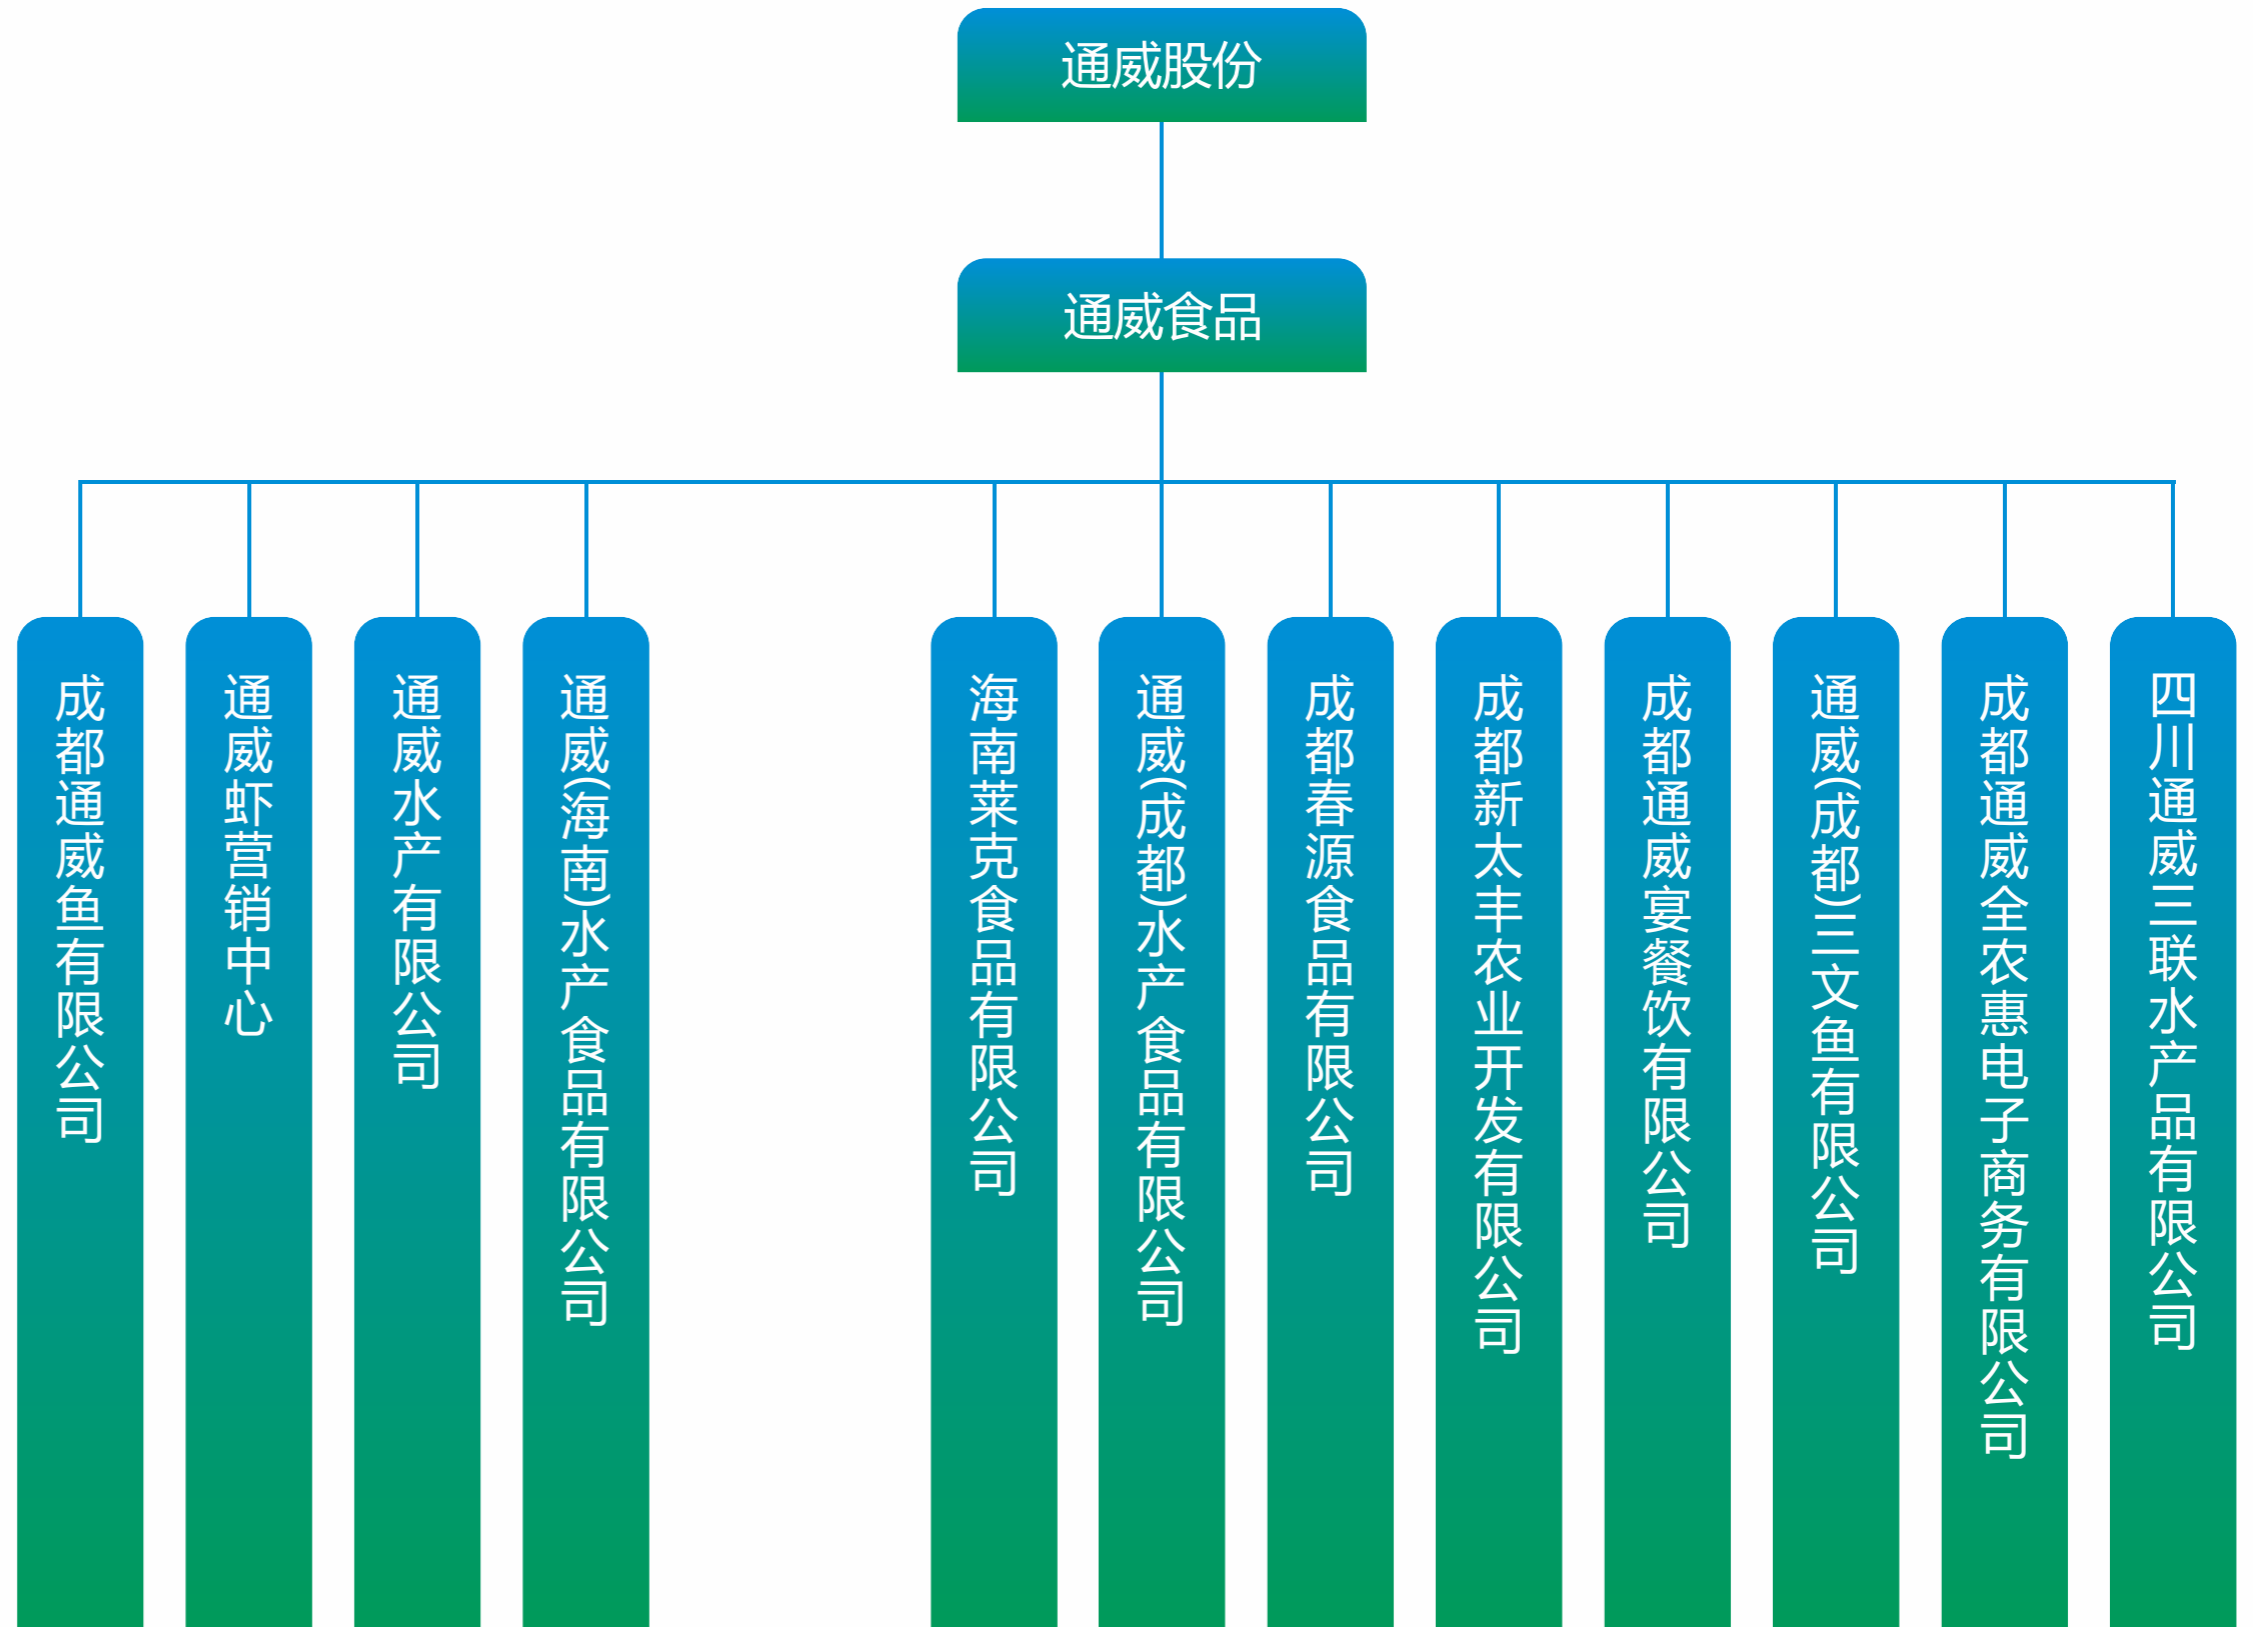 通威股份
通威食品
成都通威鱼有限公司
通威虾营销中心
通威水产有限公司
通威(海南)水产食品有限公司
海南莱克食品有限公司
通威(成都)水产食品有限公司
成都春源食品有限公司
成都新太丰农业开发有限公司
成都通威宴餐饮有限公司
通威(成都)三文鱼有限公司
成都通威全农惠电子商务有限公司
四川通威三联水产品有限公司